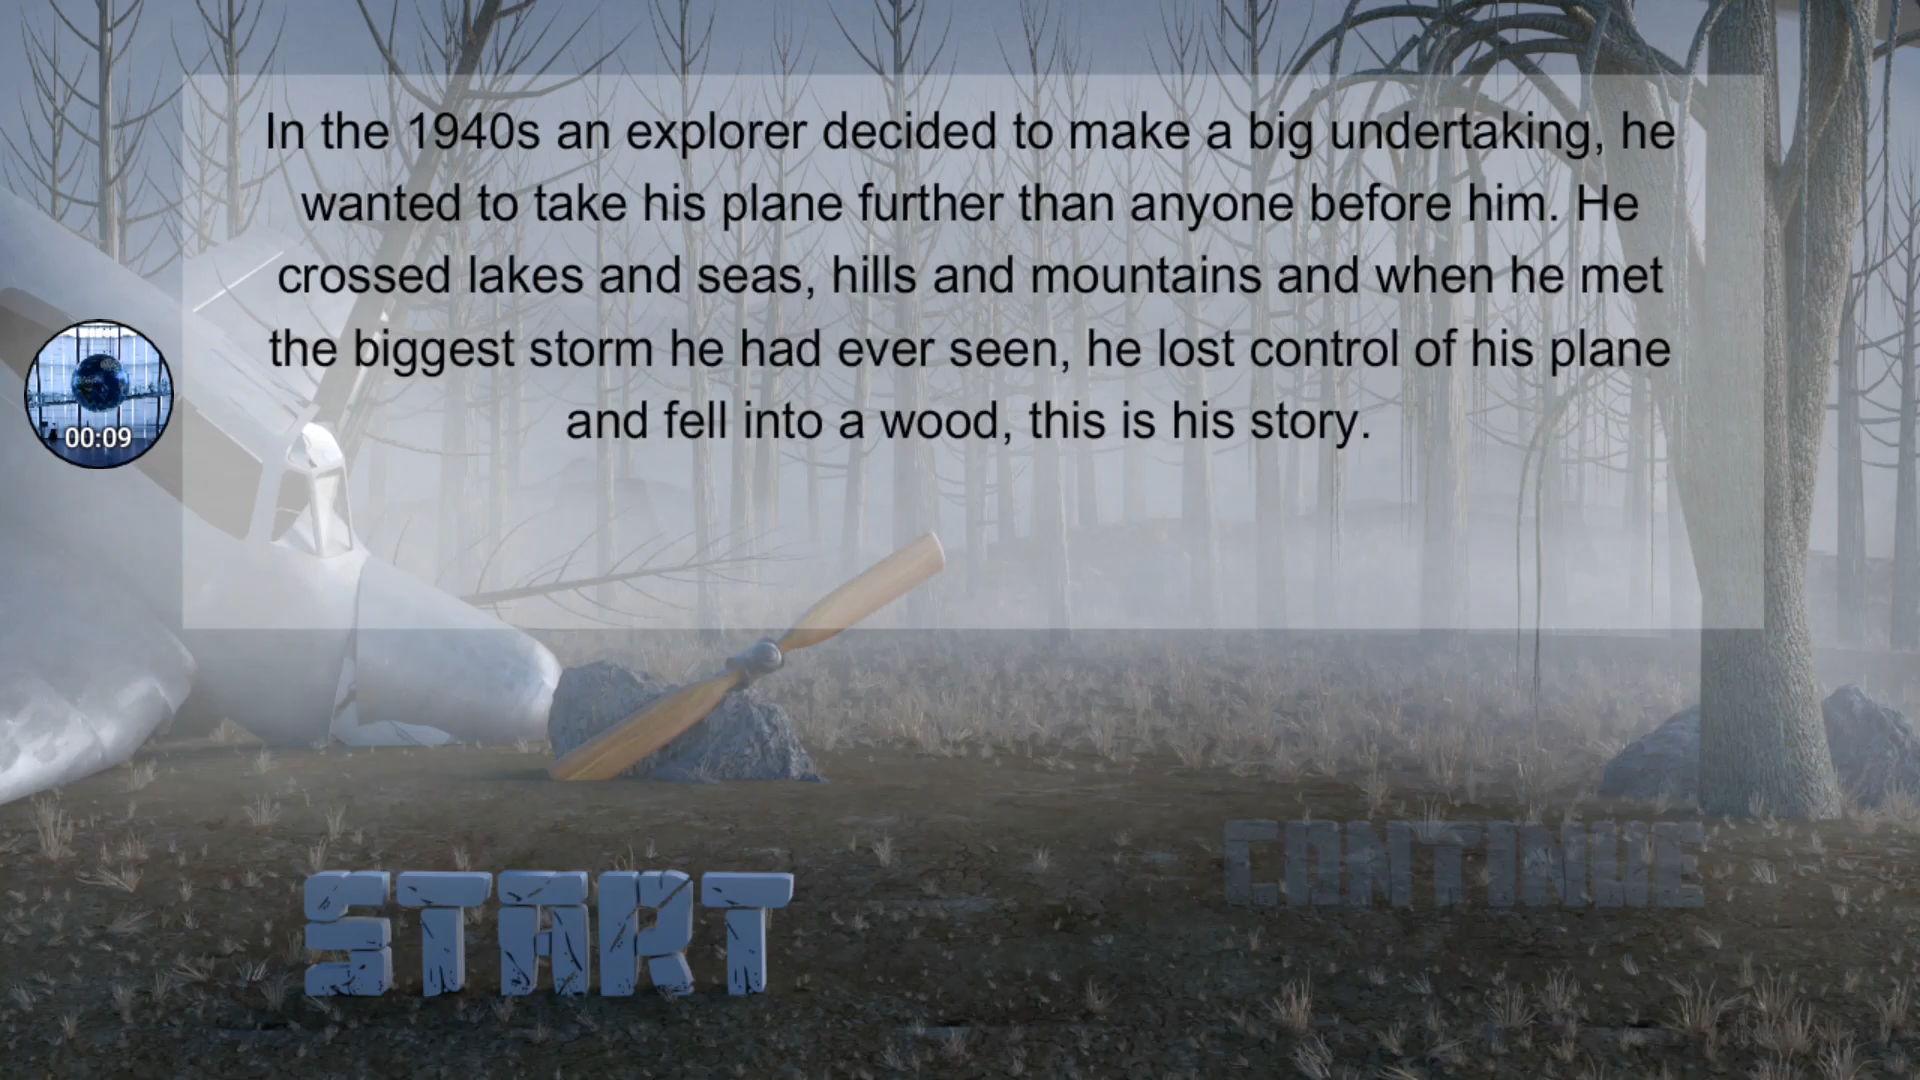 In the 1940s an explorer decided to make a big undertaking, he
wanted to take his plane further than anyone before him. He
crossed lakes and seas, hills and mountains and when he met
the biggest storm he had ever seen, he lost control of his plane
and fell into a wood, this is his story.
00:09
CONTINUE
START